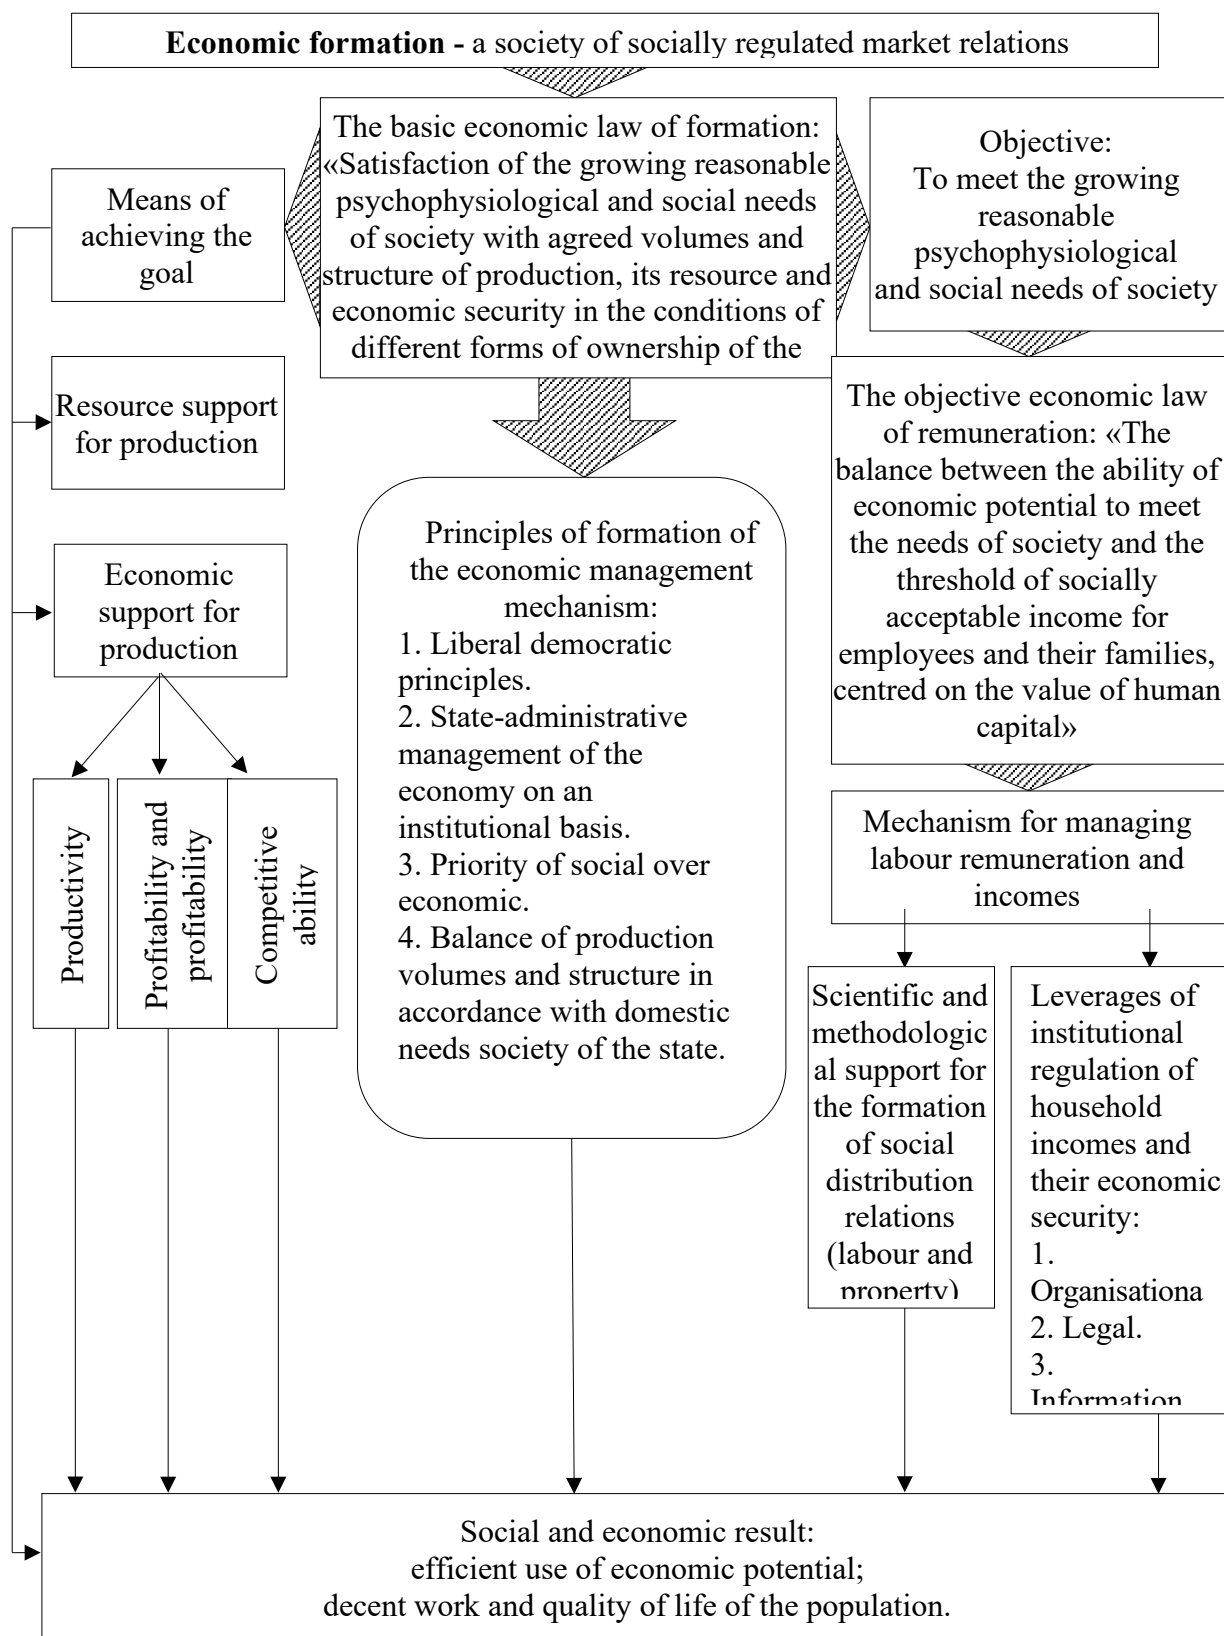 Economic formation - a society of socially regulated market relations
The basic economic law of formation:
«Satisfaction of the growing reasonable
psychophysiological and social needs
of society with agreed volumes and
structure of production, its resource and
economic security in the conditions of
different forms of ownership of the
Objective:
To meet the growing
reasonable
psychophysiological
and social needs of society
Means of
achieving the
goal
Resource support
for production
Economic
support for
production
Productivity
Profitability and
profitability
Competitive
ability
Principles of formation of
the economic management
mechanism:
1. Liberal democratic
principles.
2. State-administrative
management of the
economy on an
institutional basis.
3. Priority of social over
economic.
4. Balance of production
volumes and structure in
accordance with domestic
needs society of the state.
The objective economic law
of remuneration: «The
balance between the ability of
economic potential to meet
the needs of society and the
threshold of socially
acceptable income for
employees and their families,
centred on the value of human
capital»
Mechanism for managing
labour remuneration and
incomes
Scientific and
methodologic
al support for
the formation
of social
distribution
relations
(labour and
property)
Leverages of
institutional
regulation of
household
incomes and
their economic
security:
1.
Organisationa
2. Legal.
3.
Information
Social and economic result:
efficient use of economic potential;
decent work and quality of life of the population.